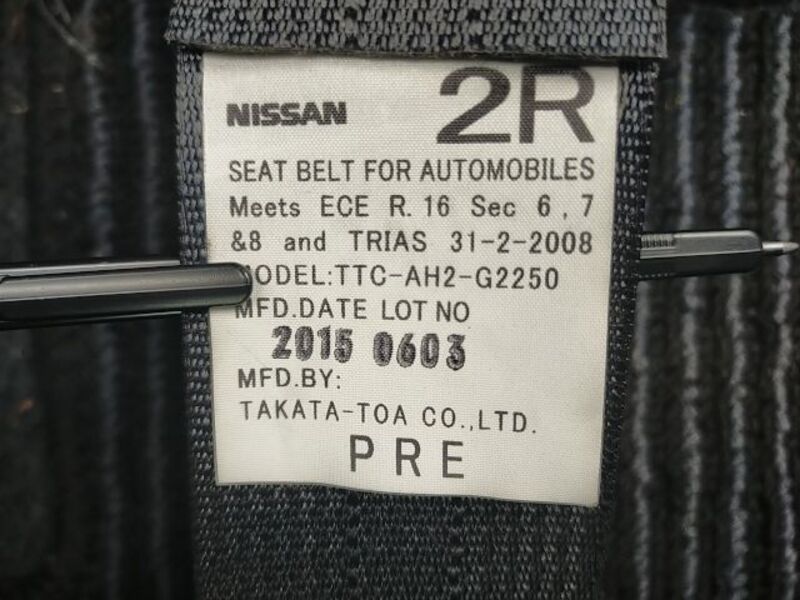 NISSAN 2R
SEAT BELT FOR AUTOMOBILES
Meets ECE R. 16 Sec 6, 7
&8 and TRIAS 31-2-2008
MODEL:TTC-AH2-G2250
MFD.DATE LOT NO
2015 0603
MFD.BY:
TAKATA-TOA CO.,LTD.
PRE